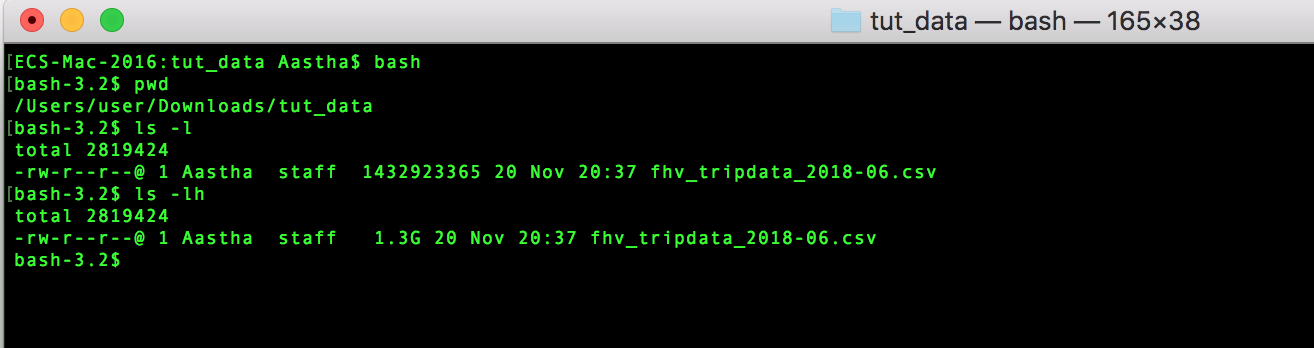 tut_data — bash — 165×38
[ECS-Mac-2016:tut_data Aastha$ bash
[bash-3.2$ pwd
/Users/user/Downloads/tut_data
[bash-3.2$ ls -l
total 2819424
-rw-r--r--@ 1 Aastha  staff  1432923365 20 Nov 20:37 fhv_tripdata_2018-06.csv
[bash-3.2$ ls -lh
total 2819424
-rw-r--r--@ 1 Aastha  staff   1.3G 20 Nov 20:37 fhv_tripdata_2018-06.csv
bash-3.2$